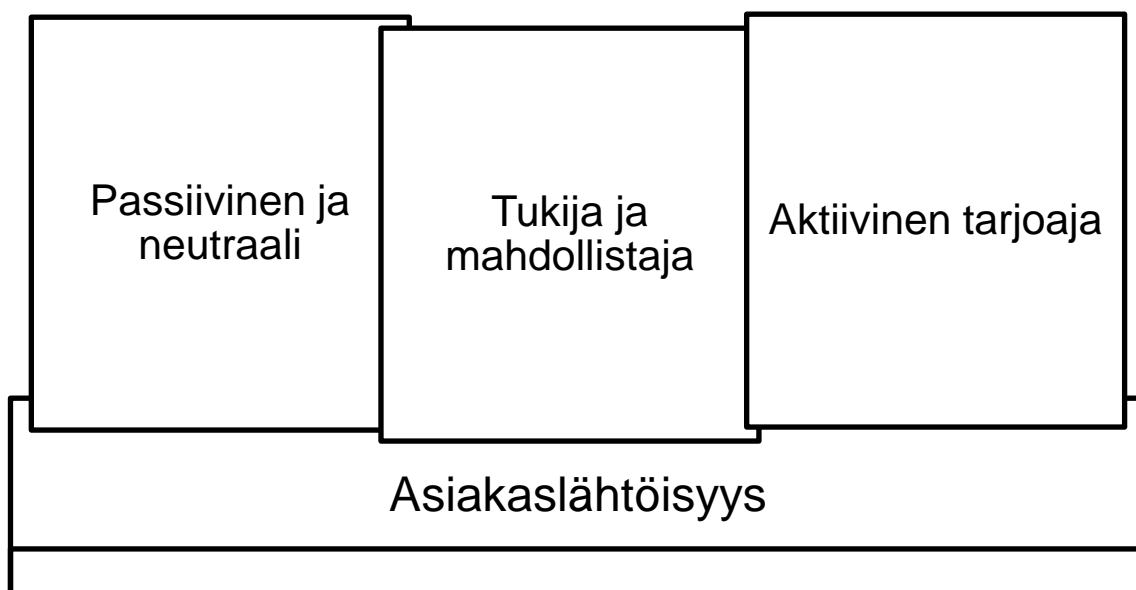 Passiivinen ja
neutraali
Tukija ja
mahdollistaja
Aktiivinen tarjoaja
Asiakaslähtöisyys